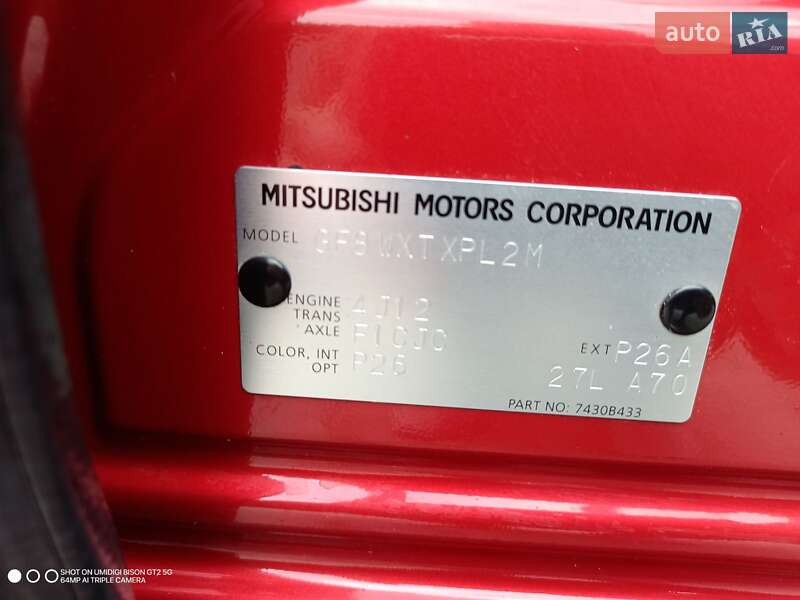 auto RIA .com
MITSUBISHI MOTORS CORPORATION
MODEL GF8WXTXPL2M
ENGINE 4J12
TRANS
AXLE F1CJC
EXT P26A
COLOR, INT P26
OPT 27L A70
PART NO: 7430B433
SHOT ON UMIDIGI BISON GT2 5G
64MP AI TRIPLE CAMERA